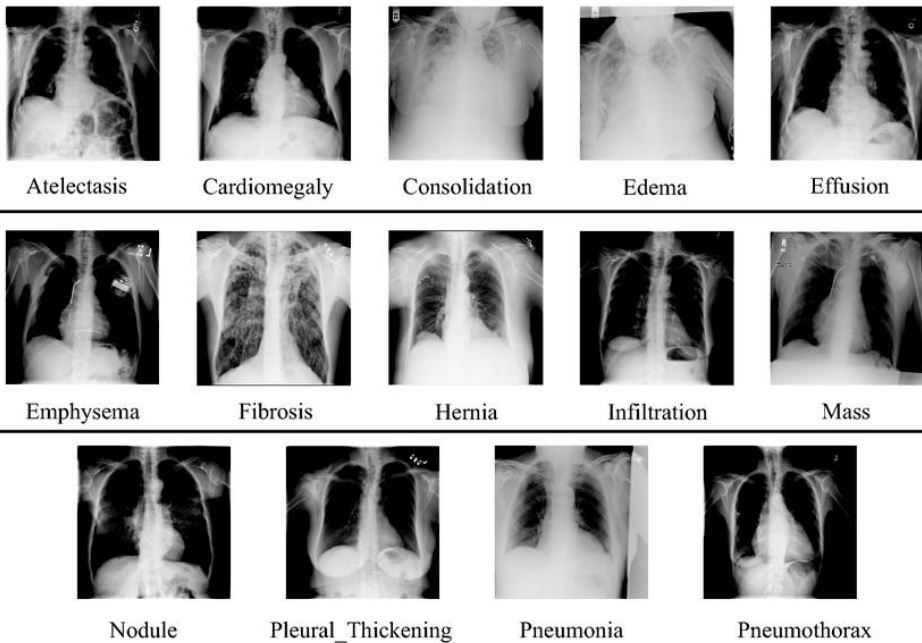 Atelectasis Cardiomegaly Consolidation Edema Effusion
Emphysema Fibrosis Hernia Infiltration Mass
Nodule Pleural_Thickening Pneumonia Pneumothorax